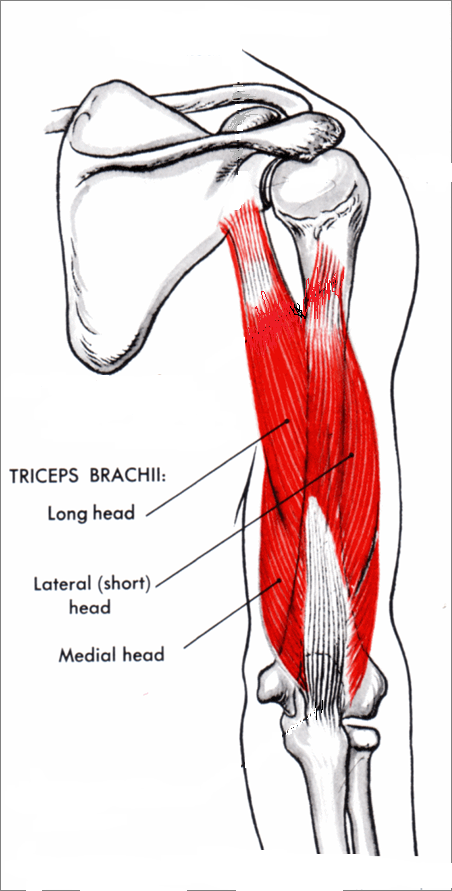 TRICEPS BRACHII:
Long head
Lateral (short)
head
Medial head